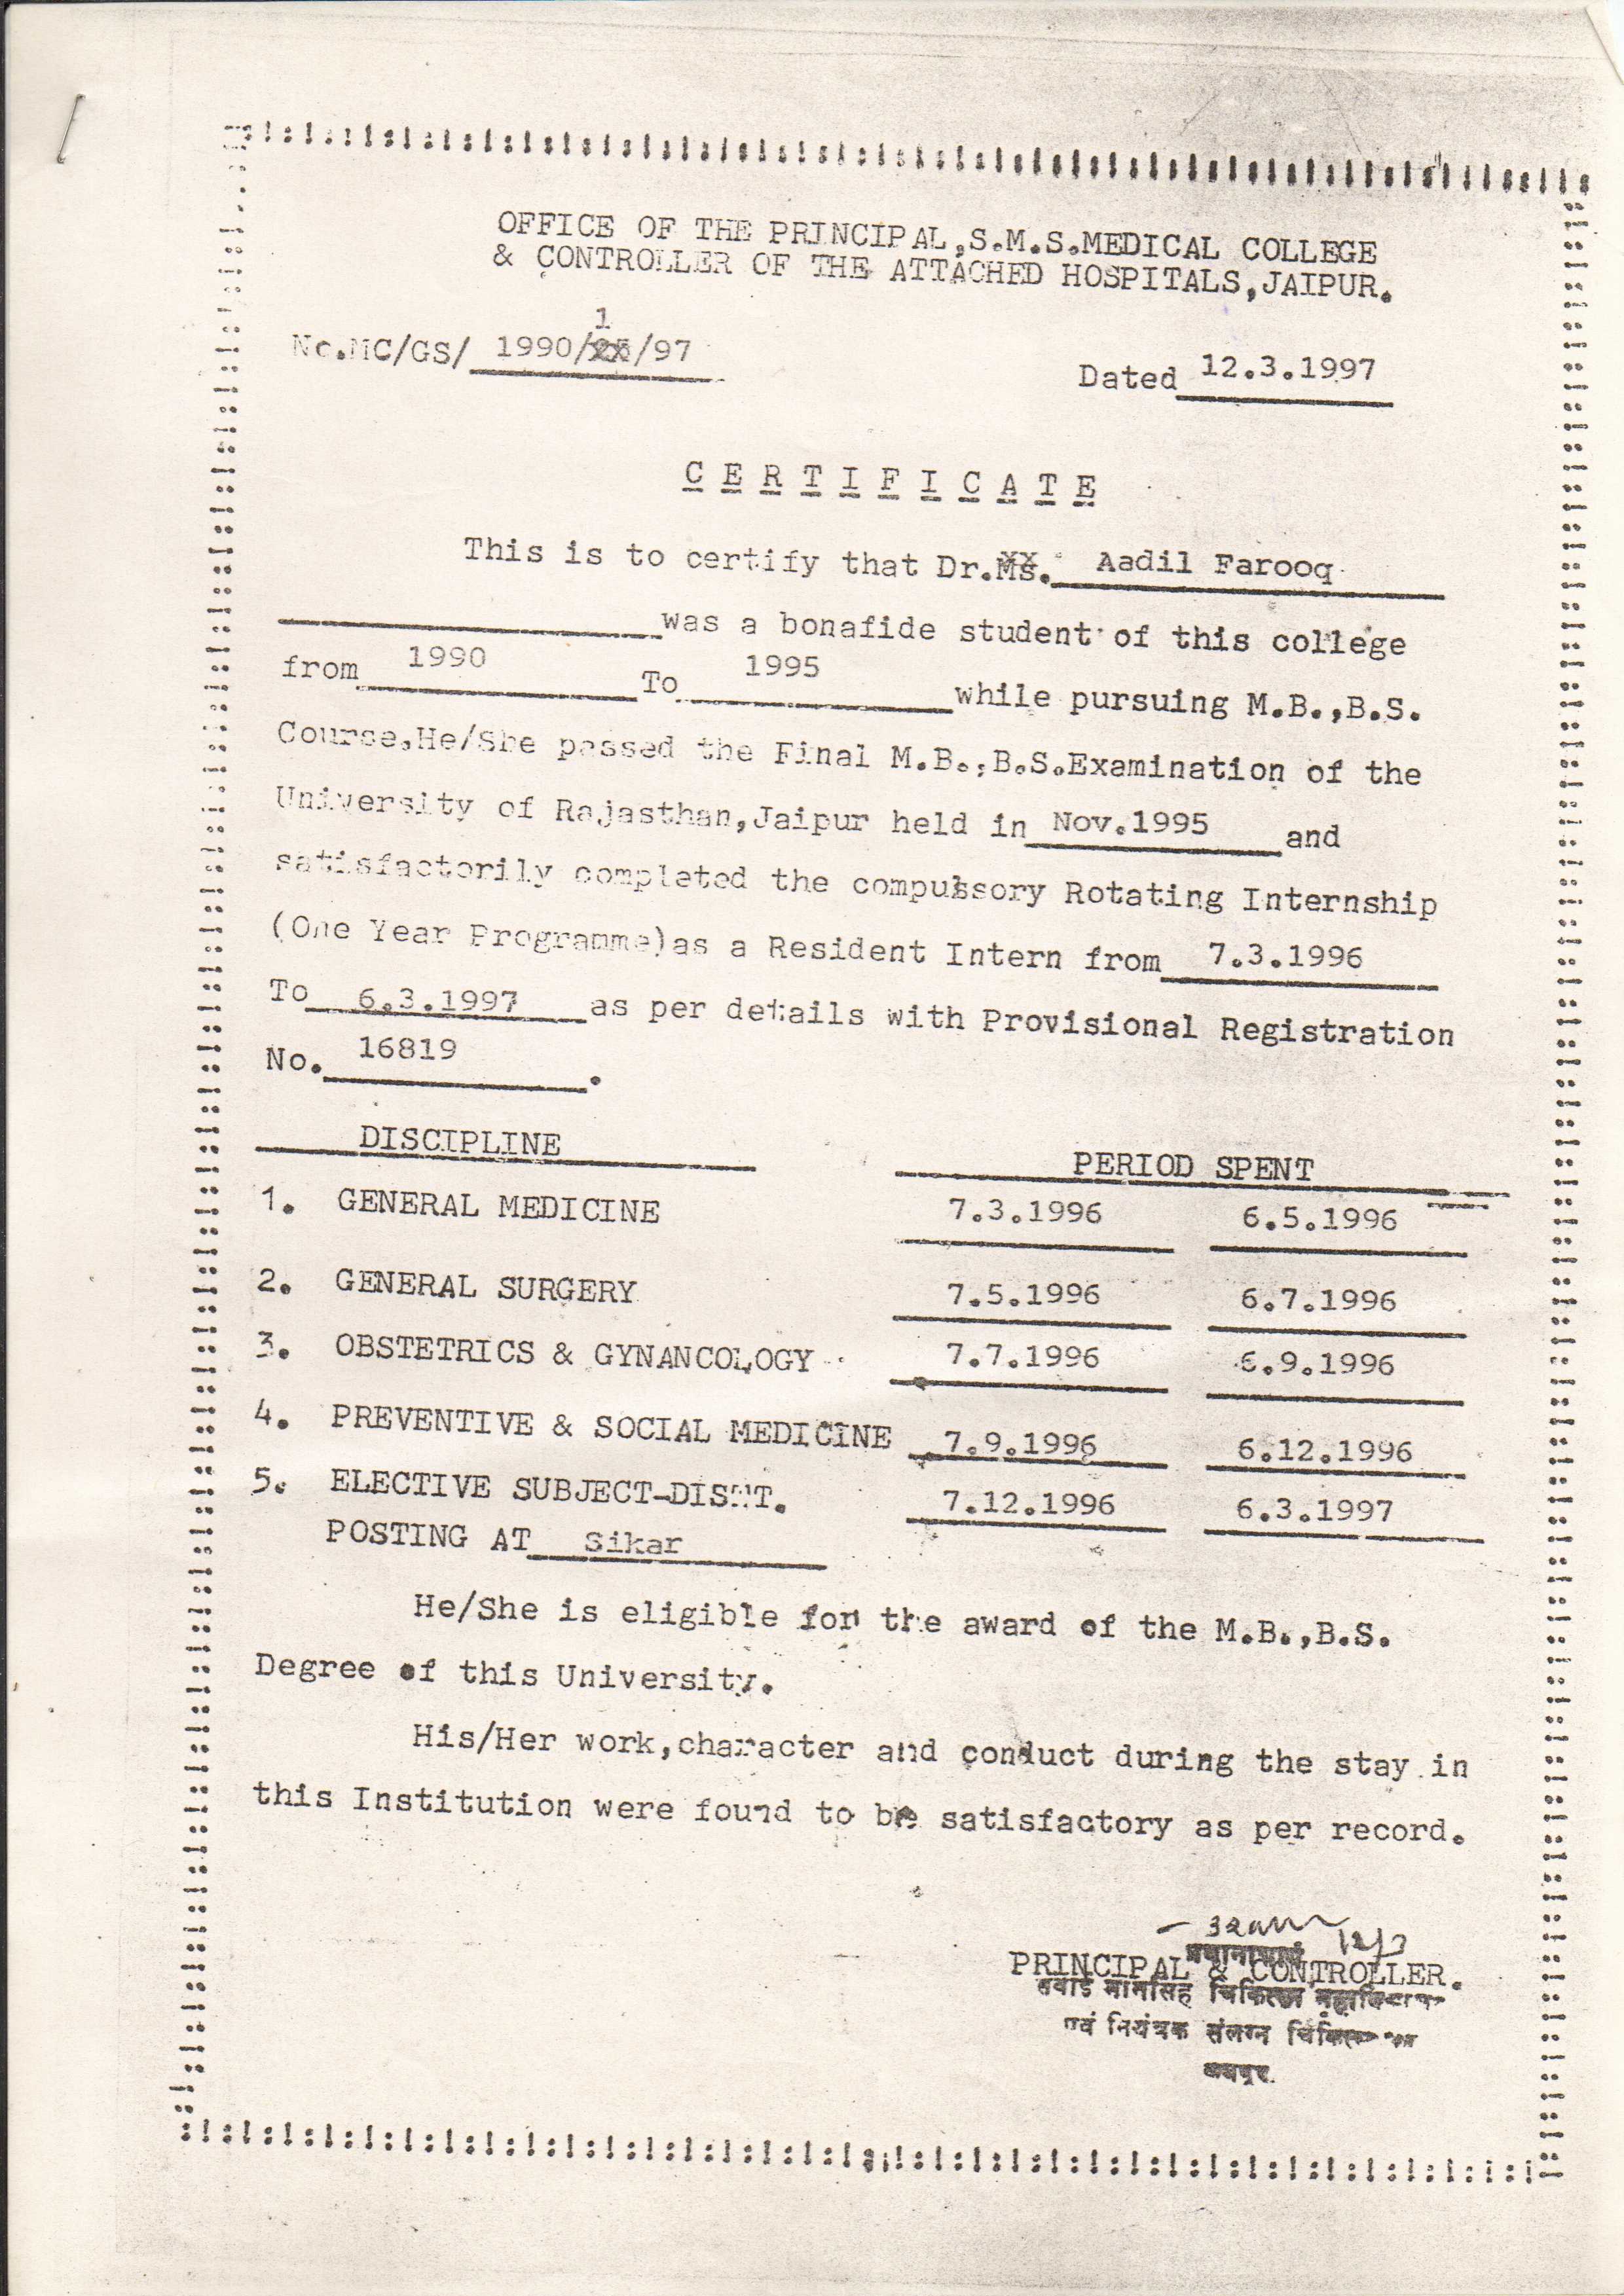 OFFICE OF THE PRINCIPAL,S.M.S.MEDICAL COLLEGE
& CONTROLLER OF THE ATTACHED HOSPITALS,JAIPUR.
1
No.MC/GS/ 1990/ /97
Dated 12.3.1997
CERTIFICATE
This is to certify that Dr.Ms. Aadil Farooq
was a bonafide student of this college
from 1990 To 1995 while pursuing M.B.,B.S.
Course,He/She passed the Final M.B.,B.S.Examination of the
University of Rajasthan,Jaipur held in Nov.1995 and
satisfactorily completed the compulssory Rotating Internship
(One Year Programme)as a Resident Intern from 7.3.1996
To 6.3.1997 as per details with Provisional Registration
No. 16819 .
DISCIPLINE PERIOD SPENT
1. GENERAL MEDICINE 7.3.1996 6.5.1996
2. GENERAL SURGERY 7.5.1996 6.7.1996
3. OBSTETRICS & GYNANCOLOGY 7.7.1996 6.9.1996
4. PREVENTIVE & SOCIAL MEDICINE 7.9.1996 6.12.1996
5. ELECTIVE SUBJECT-DISTT. 7.12.1996 6.3.1997
POSTING AT Sikar
He/She is eligible for the award of the M.B.,B.S.
Degree of this University.
His/Her work,character and conduct during the stay in
this Institution were found to be satisfactory as per record.
12/3
प्रधानाचार्य
PRINCIPAL & CONTROLLER.
सवाई मानसिंह चिकित्सा
एवं नियंत्रक संलग्न
जयपुर.